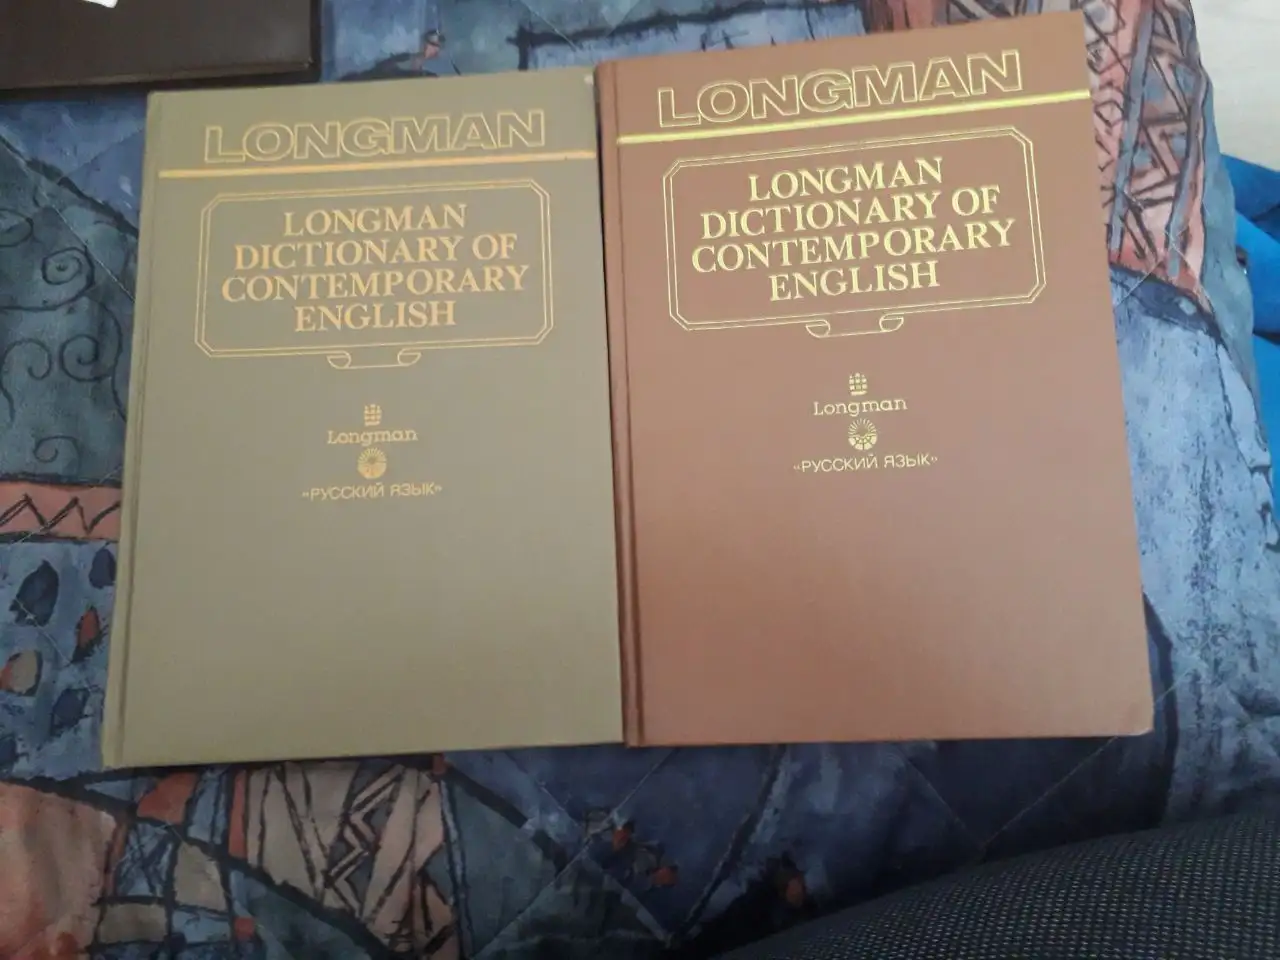 LONGMAN
LONGMAN
DICTIONARY OF
CONTEMPORARY
ENGLISH
Longman
«РУССКИЙ ЯЗЫК»
LONGMAN
LONGMAN
DICTIONARY OF
CONTEMPORARY
ENGLISH
Longman
«РУССКИЙ ЯЗЫК»